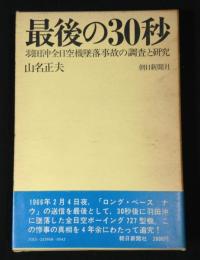 最後の30秒
羽田沖全日空機墜落事故の調査と研究
山名正夫
朝日新聞社
1966年2月4日夜、「ロング・ベース ナ
ウ」の送信を最後として、30秒後に羽田沖
に墜落した全日空ボーイング727型機。こ
の惨事の真相を4年余にわたって追究!
朝日新聞社